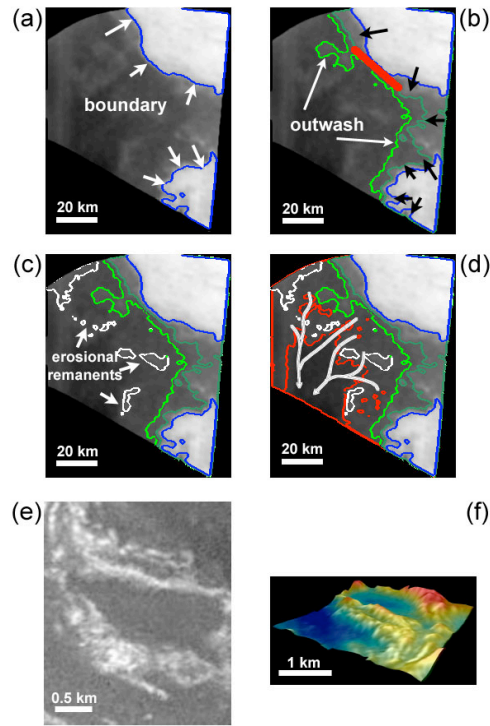 (a)
(b)
boundary
outwash
20 km
20 km
(c)
(d)
erosional
remanents
20 km
20 km
(e)
(f)
0.5 km
1 km